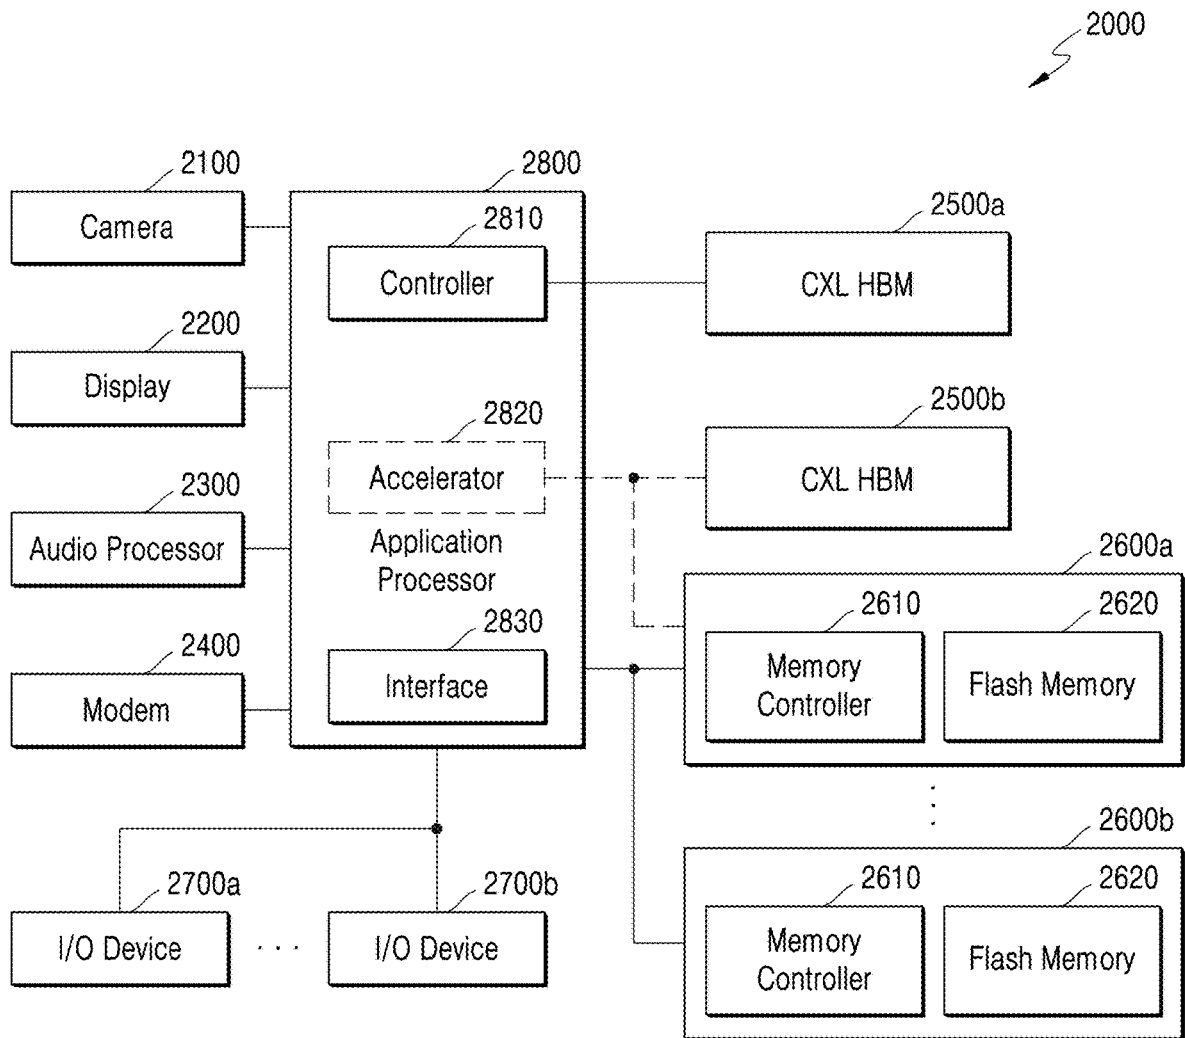 2000
2100
Camera
2200
Display
2300
Audio Processor
2400
Modem
2800
2810
Controller
2820
Accelerator
Application
Processor
2830
Interface
2500a
CXL HBM
2500b
CXL HBM
2600a
2610
Memory
Controller
2620
Flash Memory
2600b
2610
Memory
Controller
2620
Flash Memory
2700a
I/O Device
. . .
2700b
I/O Device